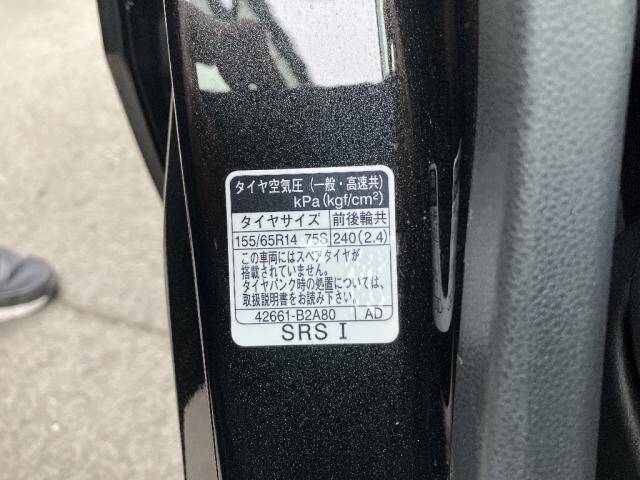 タイヤ空気圧（一般・高速共）
kPa(kgf/cm²)
タイヤサイズ 前後輪共
155/65R14 75S 240(2.4)
この車両にはスペアタイヤが
搭載されていません。
タイヤパンク時の処置については、
取扱説明書をお読み下さい。
42661-B2A80 AD
SRS I